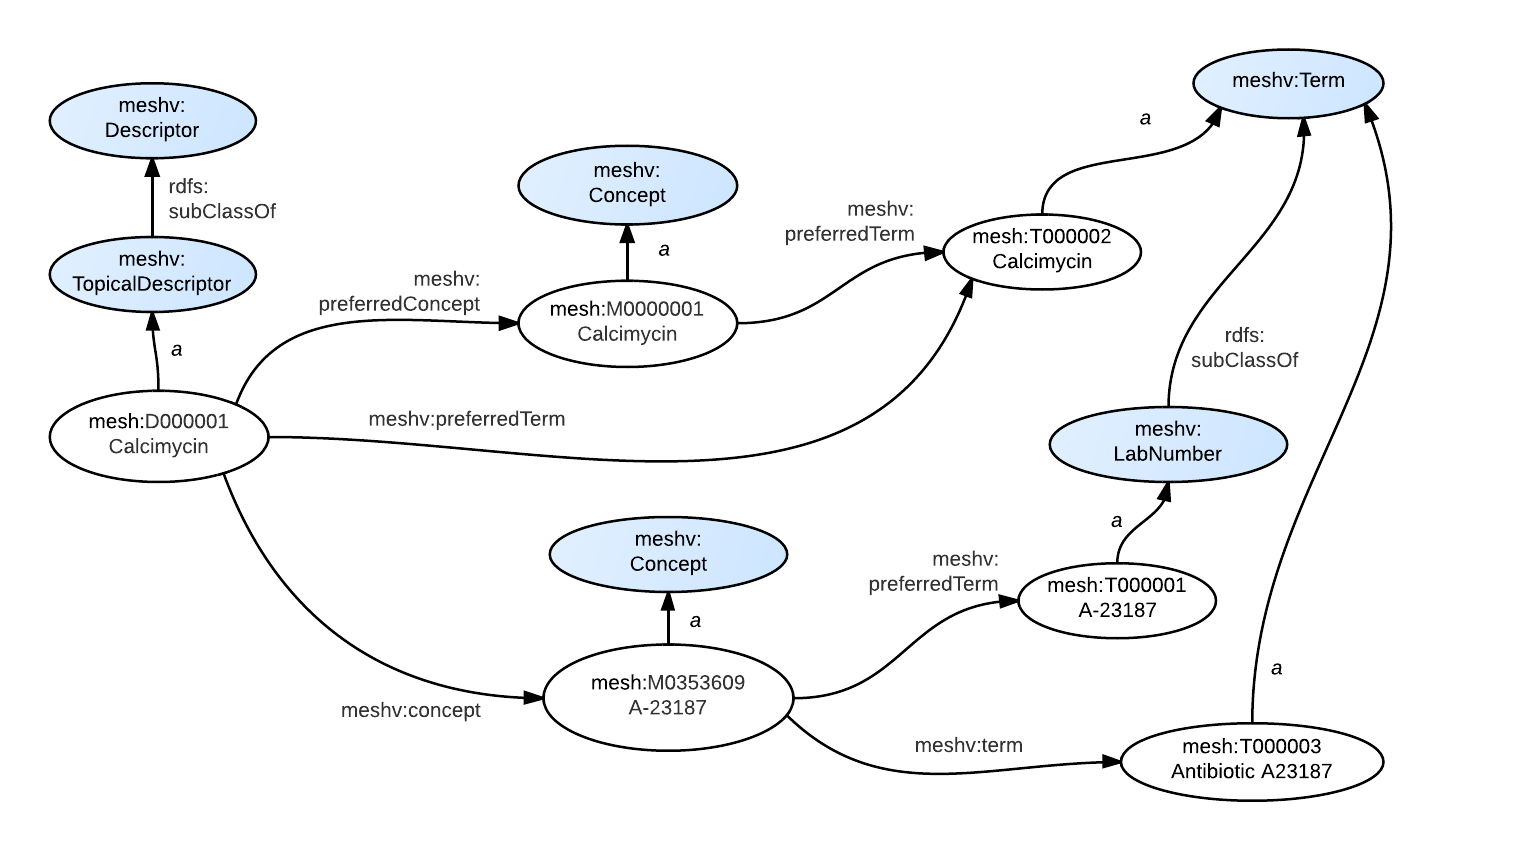 meshv:Term
meshv:
Descriptor
a
meshv:
Concept
rdfs:
subClassOf
meshv:
preferredTerm
mesh:T000002
Calcimycin
a
meshv:
TopicalDescriptor
meshv:
preferredConcept
mesh:M0000001
Calcimycin
a
rdfs:
subClassOf
mesh:D000001
Calcimycin
meshv:preferredTerm
meshv:
LabNumber
a
meshv:
Concept
meshv:
preferredTerm
mesh:T000001
A-23187
a
mesh:M0353609
A-23187
a
meshv:concept
meshv:term
mesh:T000003
Antibiotic A23187